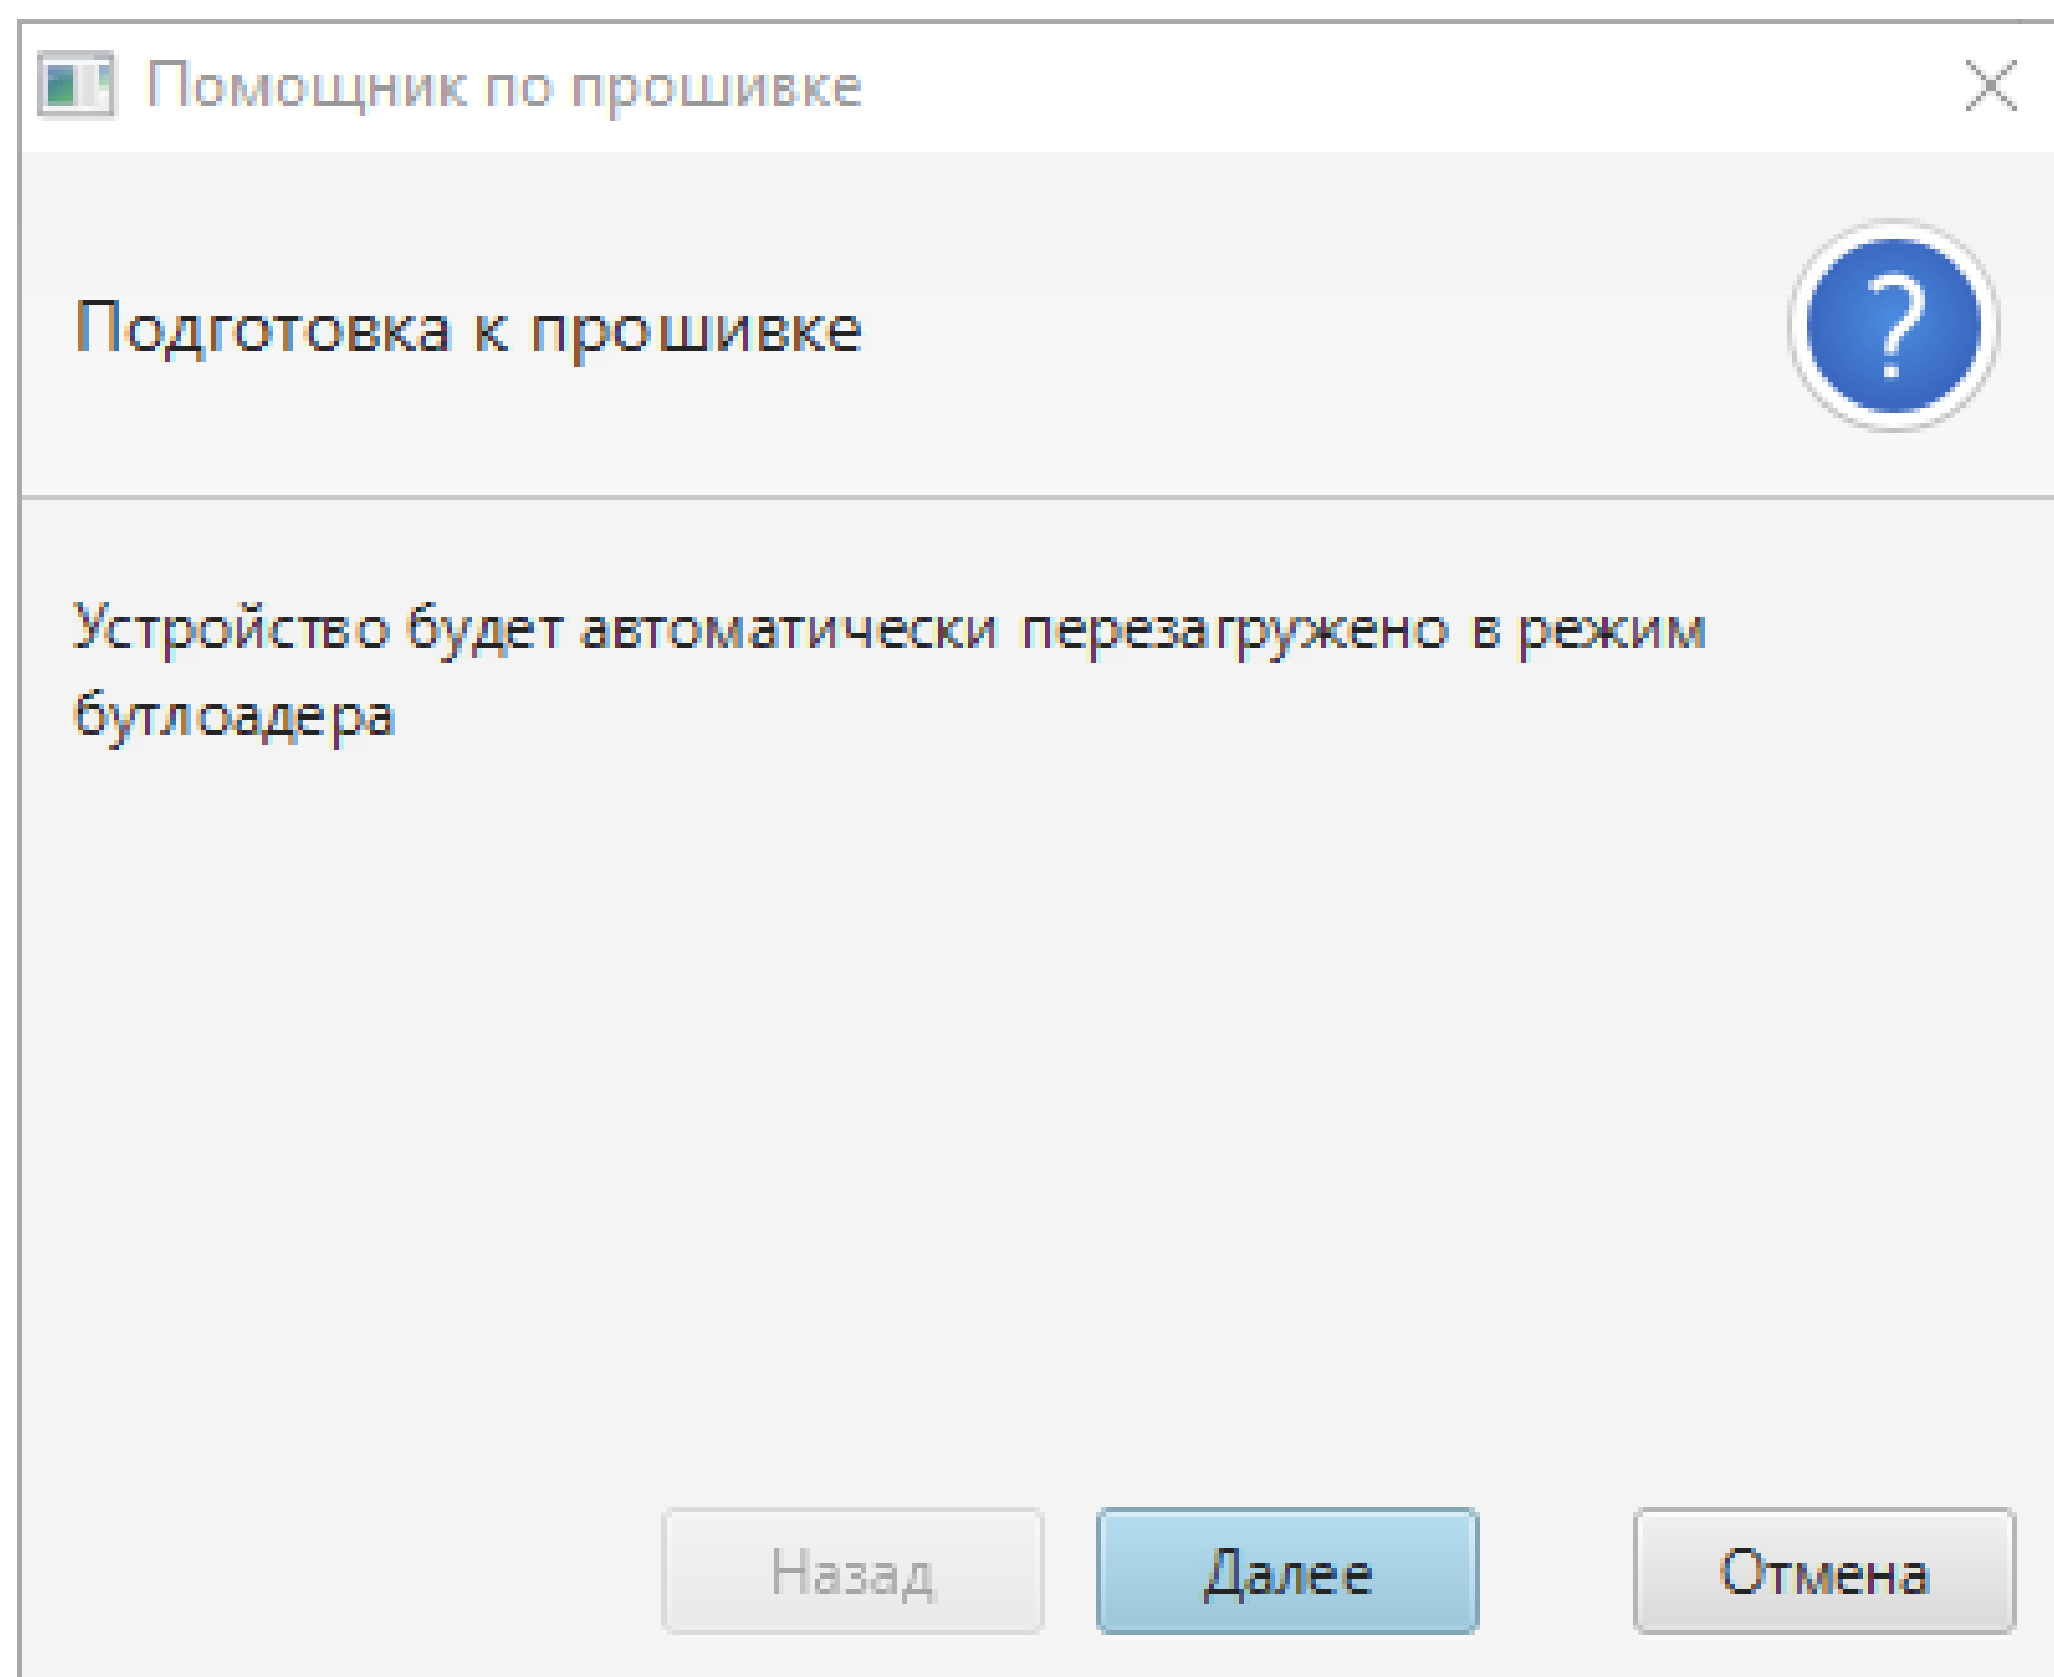 Помощник по прошивке
Подготовка к прошивке
?
Устройство будет автоматически перезагружено в режим
бутлоадера
Назад
Далее
Отмена